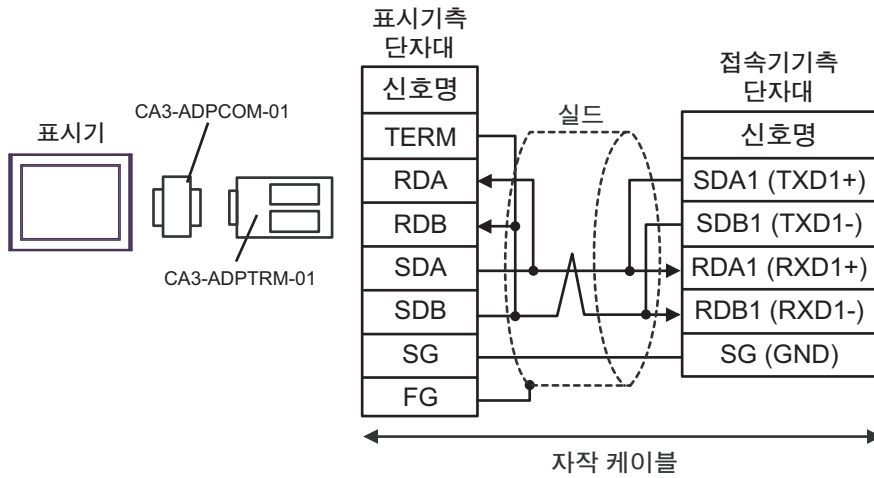 표시기
CA3-ADPCOM-01
CA3-ADPTRM-01
표시기측
단자대
신호명
TERM
RDA
RDB
SDA
SDB
SG
FG
실드
접속기기측
단자대
신호명
SDA1 (TXD1+)
SDB1 (TXD1-)
RDA1 (RXD1+)
RDB1 (RXD1-)
SG (GND)
자작 케이블